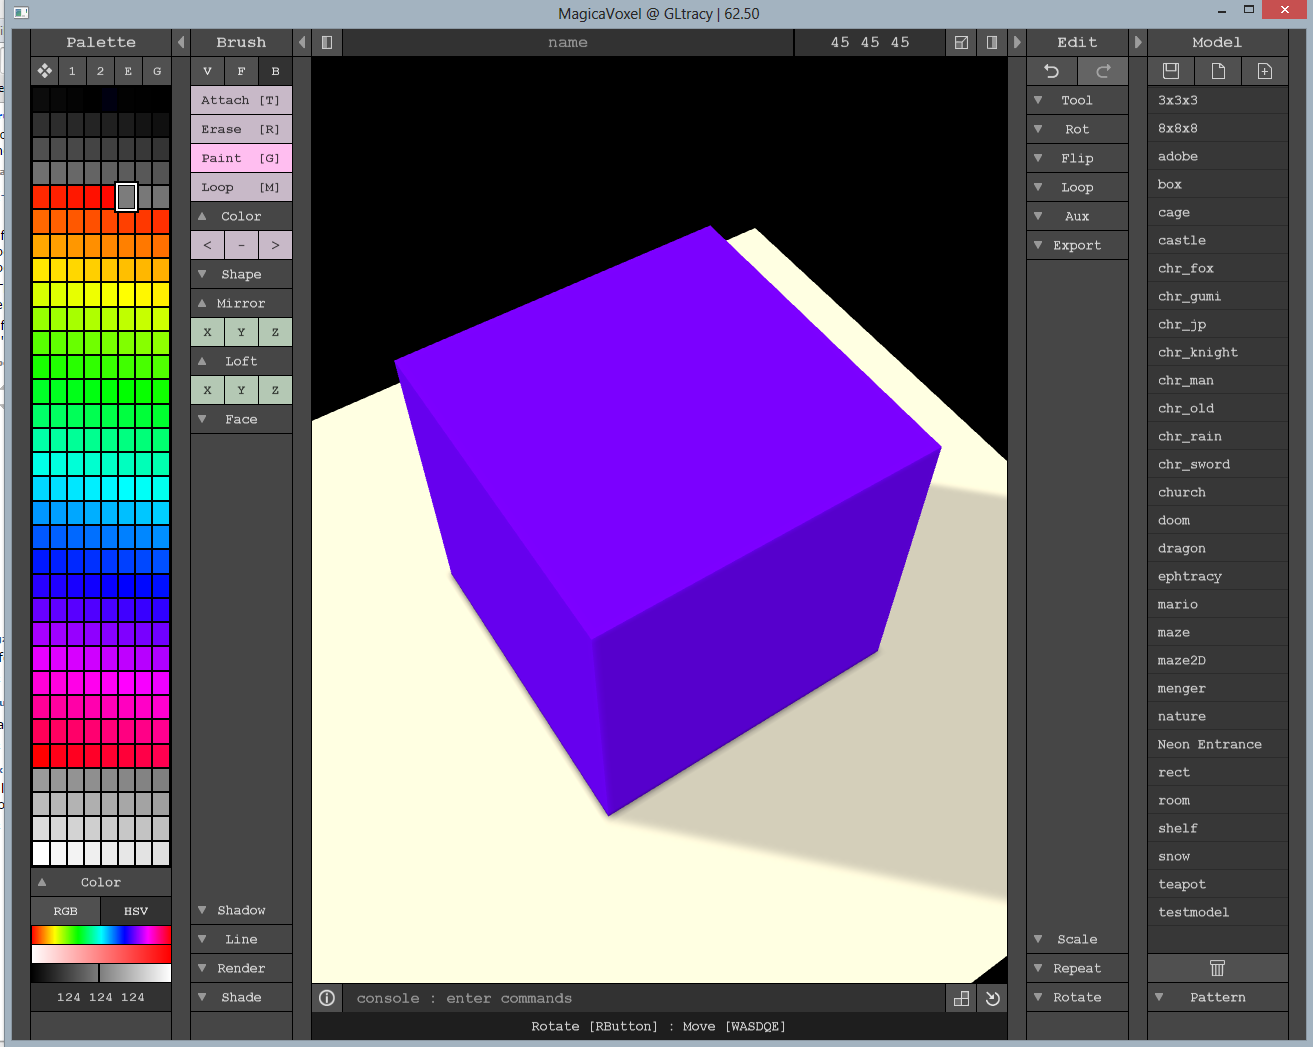 MagicaVoxel @ GLtracy | 62.50
Palette
1 2 E G
Color
RGB HSV
124 124 124
Brush
V F B
Attach [T]
Erase [R]
Paint [G]
Loop [M]
Color
< - >
Shape
Mirror
X Y Z
Loft
X Y Z
Face
Shadow
Line
Render
Shade
name
45 45 45
console : enter commands
Rotate [RButton] : Move [WASDQE]
Edit
Tool
Rot
Flip
Loop
Aux
Export
Scale
Repeat
Rotate
Model
3x3x3
8x8x8
adobe
box
cage
castle
chr_fox
chr_gumi
chr_jp
chr_knight
chr_man
chr_old
chr_rain
chr_sword
church
doom
dragon
ephtracy
mario
maze
maze2D
menger
nature
Neon Entrance
rect
room
shelf
snow
teapot
testmodel
Pattern